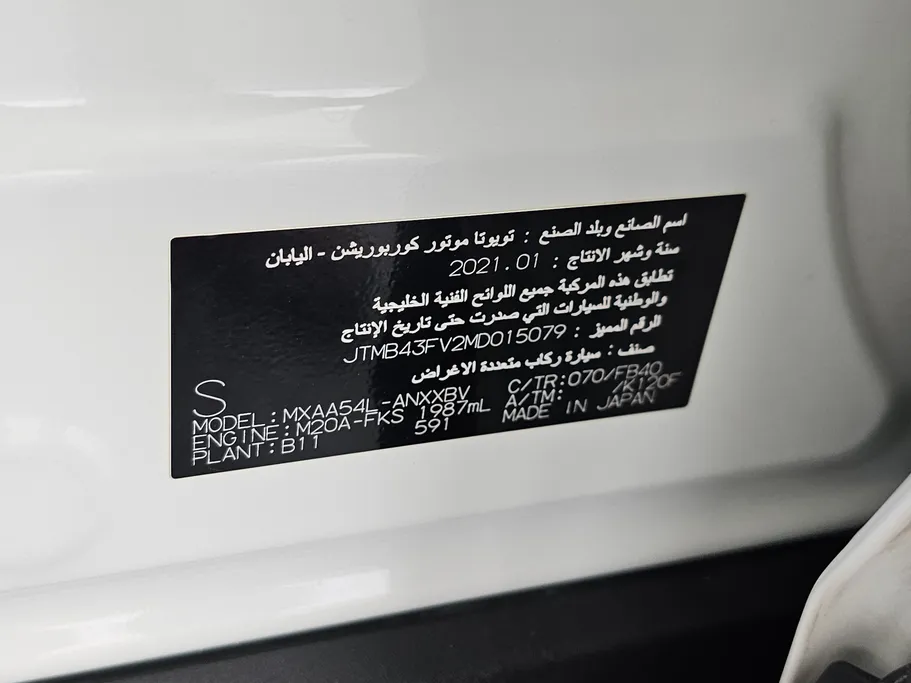 اسم الصانع وبلد الصنع : تويوتا موتور كوربوريشن - اليابان
سنة وشهر الانتاج : 2021.01
تطابق هذه المركبة جميع اللوائح الفنية الخليجية
والوطنية للسيارات التي صدرت حتى تاريخ الإنتاج
الرقم المميز : JTMB43FV2MD015079
صنف : سيارة ركاب متعددة الاغراض
S
MODEL:MXAA54L-ANXXBV C/TR:070/FB40
ENGINE:M20A-FKS 1987mL A/TM: /K120F
PLANT:B11 591 MADE IN JAPAN